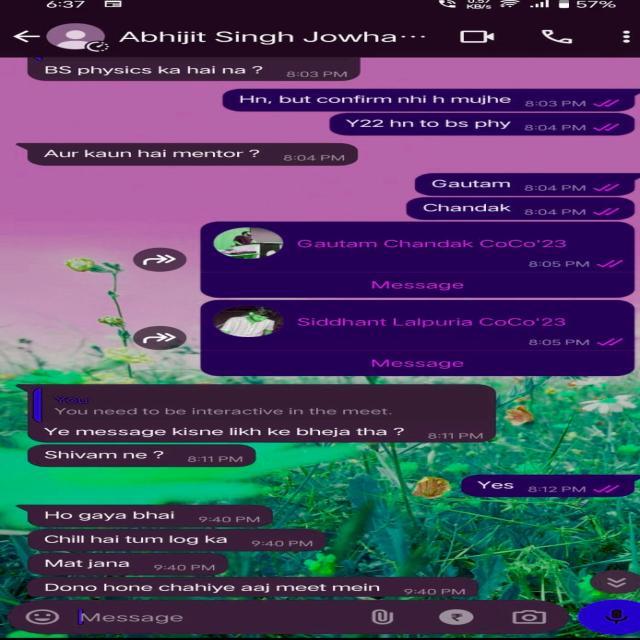 6:37
0.57 KB/s
57%
Abhijit Singh Jowha···
BS physics ka hai na ? 8:03 PM
Hn, but confirm nhi h mujhe 8:03 PM
Y22 hn to bs phy 8:04 PM
Aur kaun hai mentor ? 8:04 PM
Gautam 8:04 PM
Chandak 8:04 PM
Gautam Chandak CoCo'23
8:05 PM
Message
Siddhant Lalpuria CoCo'23
8:05 PM
Message
You
You need to be interactive in the meet.
Ye message kisne likh ke bheja tha ? 8:11 PM
Shivam ne ? 8:11 PM
Yes 8:12 PM
Ho gaya bhai 9:40 PM
Chill hai tum log ka 9:40 PM
Mat jana 9:40 PM
Dono hone chahiye aaj meet mein 9:40 PM
Message